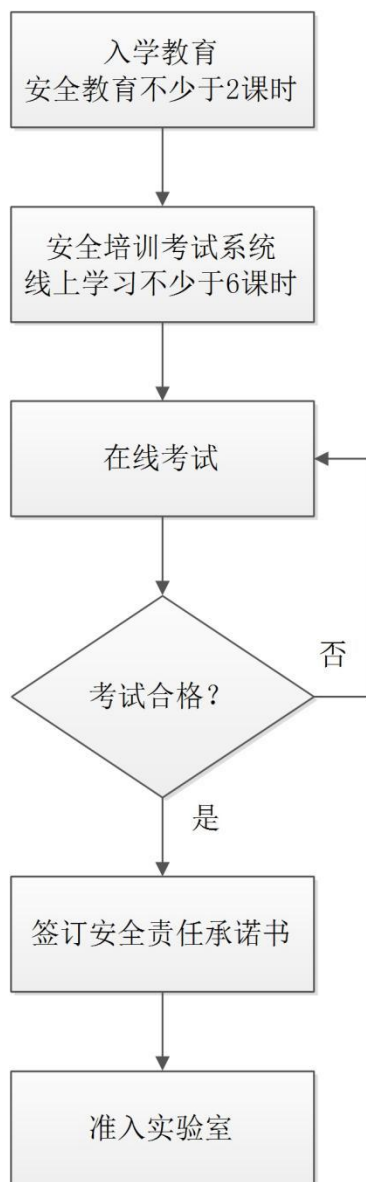 入学教育
安全教育不少于2课时
安全培训考试系统
线上学习不少于6课时
在线考试
考试合格?
否
是
签订安全责任承诺书
准入实验室